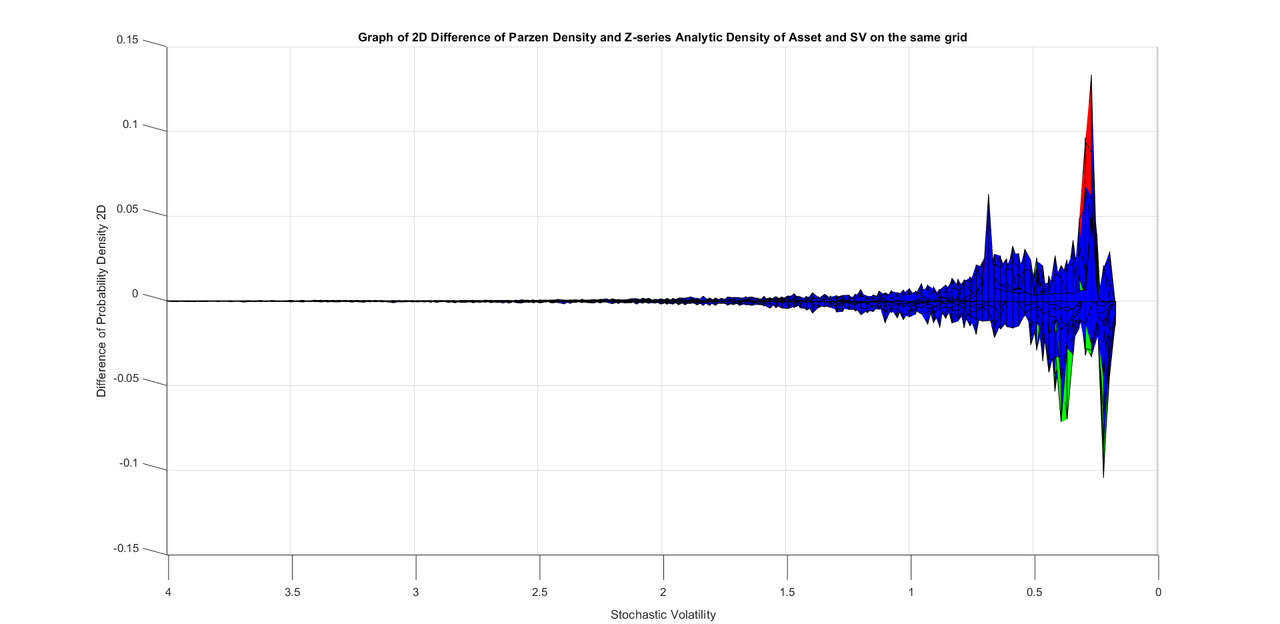 Graph of 2D Difference of Parzen Density and Z-series Analytic Density of Asset and SV on the same grid
0.15
0.1
0.05
0
-0.05
-0.1
-0.15
Difference of Probability Density 2D
4 3.5 3 2.5 2 1.5 1 0.5 0
Stochastic Volatility